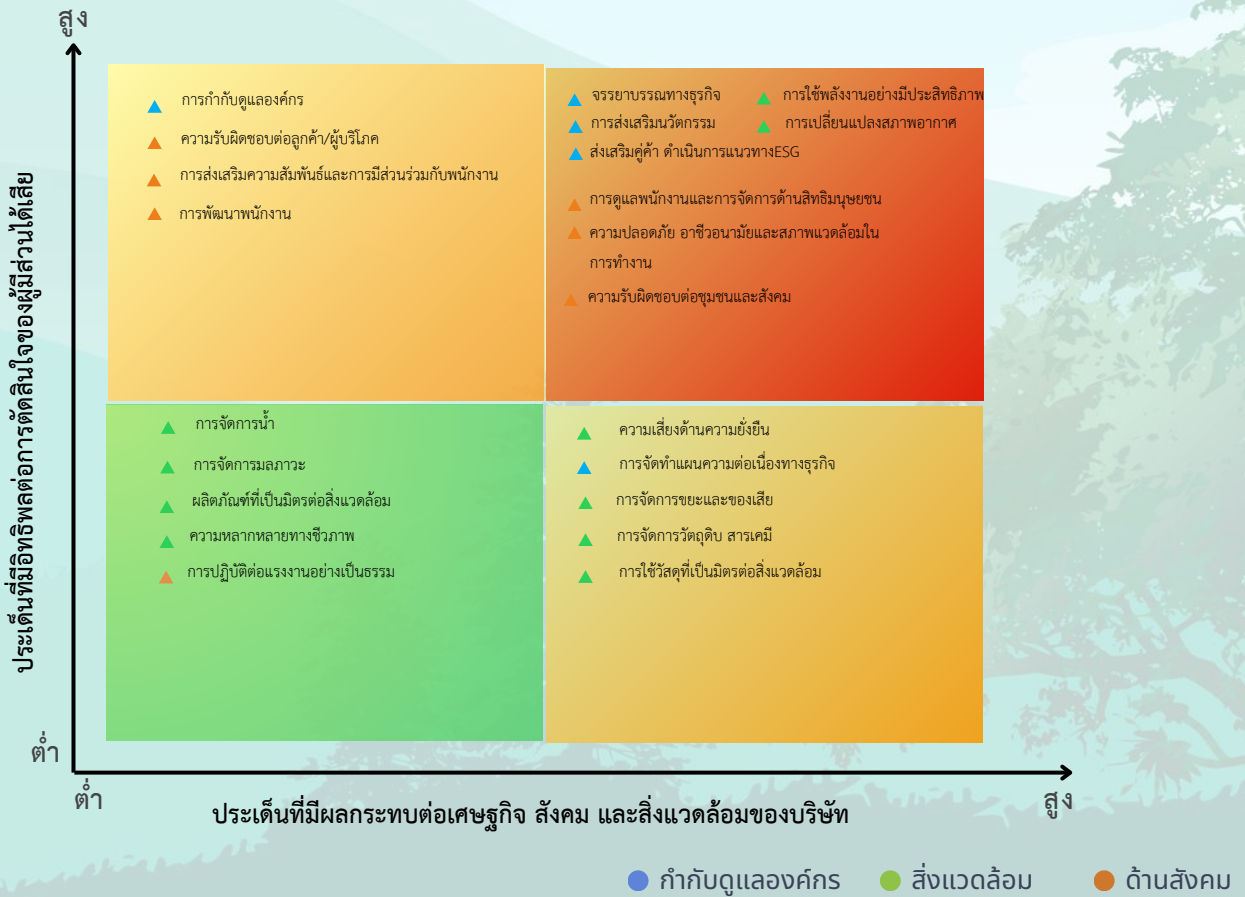 สูง
ประเด็นที่มีอิทธิพลต่อการตัดสินใจของผู้มีส่วนได้เสีย
การกำกับดูแลองค์กร
ความรับผิดชอบต่อลูกค้า/ผู้บริโภค
การส่งเสริมความสัมพันธ์และการมีส่วนร่วมกับพนักงาน
การพัฒนาพนักงาน
จรรยาบรรณทางธุรกิจ
การใช้พลังงานอย่างมีประสิทธิภาพ
การส่งเสริมนวัตกรรม
การเปลี่ยนแปลงสภาพอากาศ
ส่งเสริมคู่ค้า ดำเนินการแนวทางESG
การดูแลพนักงานและการจัดการด้านสิทธิมนุษยชน
ความปลอดภัย อาชีวอนามัยและสภาพแวดล้อมใน
การทำงาน
ความรับผิดชอบต่อชุมชนและสังคม
การจัดการน้ำ
การจัดการมลภาวะ
ผลิตภัณฑ์ที่เป็นมิตรต่อสิ่งแวดล้อม
ความหลากหลายทางชีวภาพ
การปฏิบัติต่อแรงงานอย่างเป็นธรรม
ความเสี่ยงด้านความยั่งยืน
การจัดทำแผนความต่อเนื่องทางธุรกิจ
การจัดการขยะและของเสีย
การจัดการวัตถุดิบ สารเคมี
การใช้วัสดุที่เป็นมิตรต่อสิ่งแวดล้อม
ต่ำ
ต่ำ
ประเด็นที่มีผลกระทบต่อเศรษฐกิจ สังคม และสิ่งแวดล้อมของบริษัท
สูง
กำกับดูแลองค์กร
สิ่งแวดล้อม
ด้านสังคม